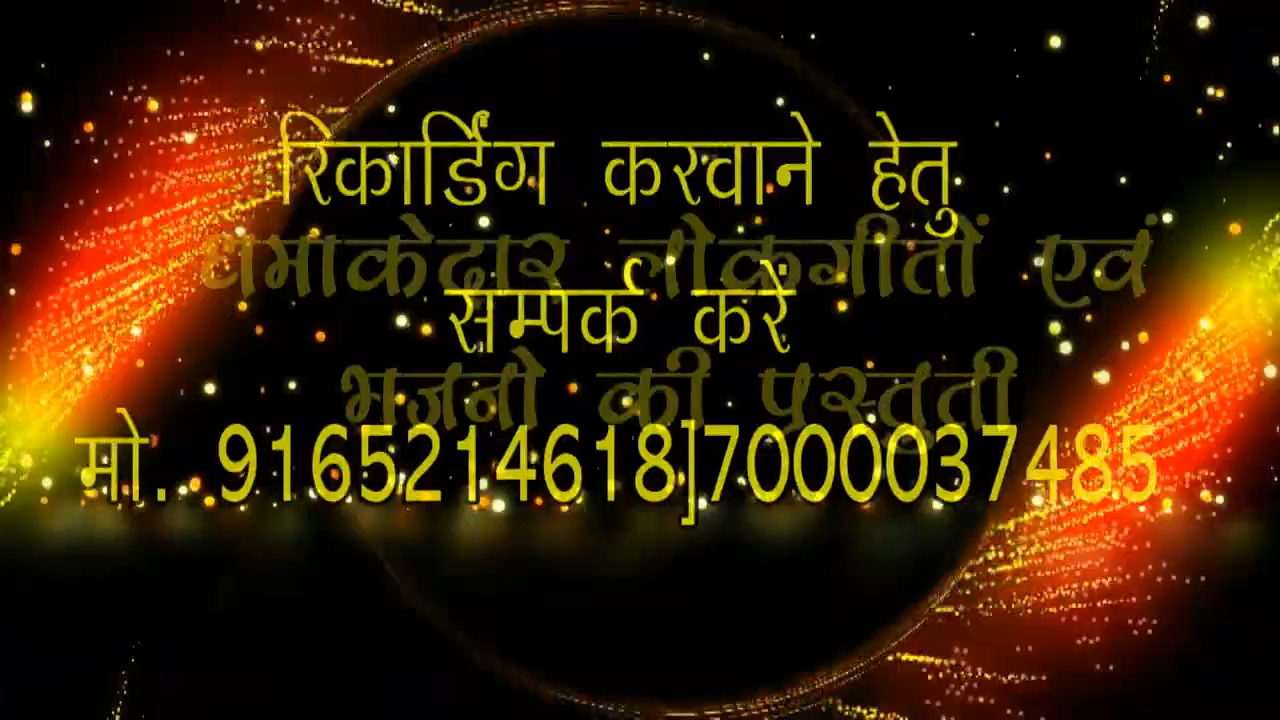 रिकार्डिंग करवाने हेतु
धमाकेदार लोकगीतों एवं
सम्पर्क करें
भजनो की प्रस्तुती
मो. 9165214618]7000037485